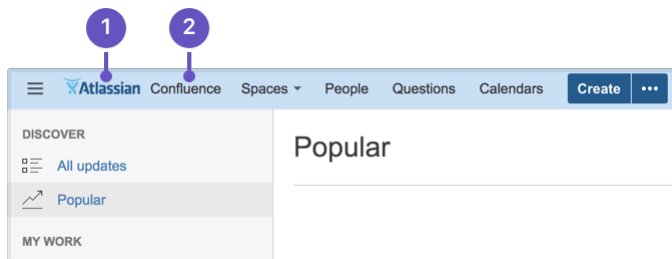 1 2
Atlassian Confluence Spaces People Questions Calendars Create •••
DISCOVER
All updates
Popular
MY WORK
Popular